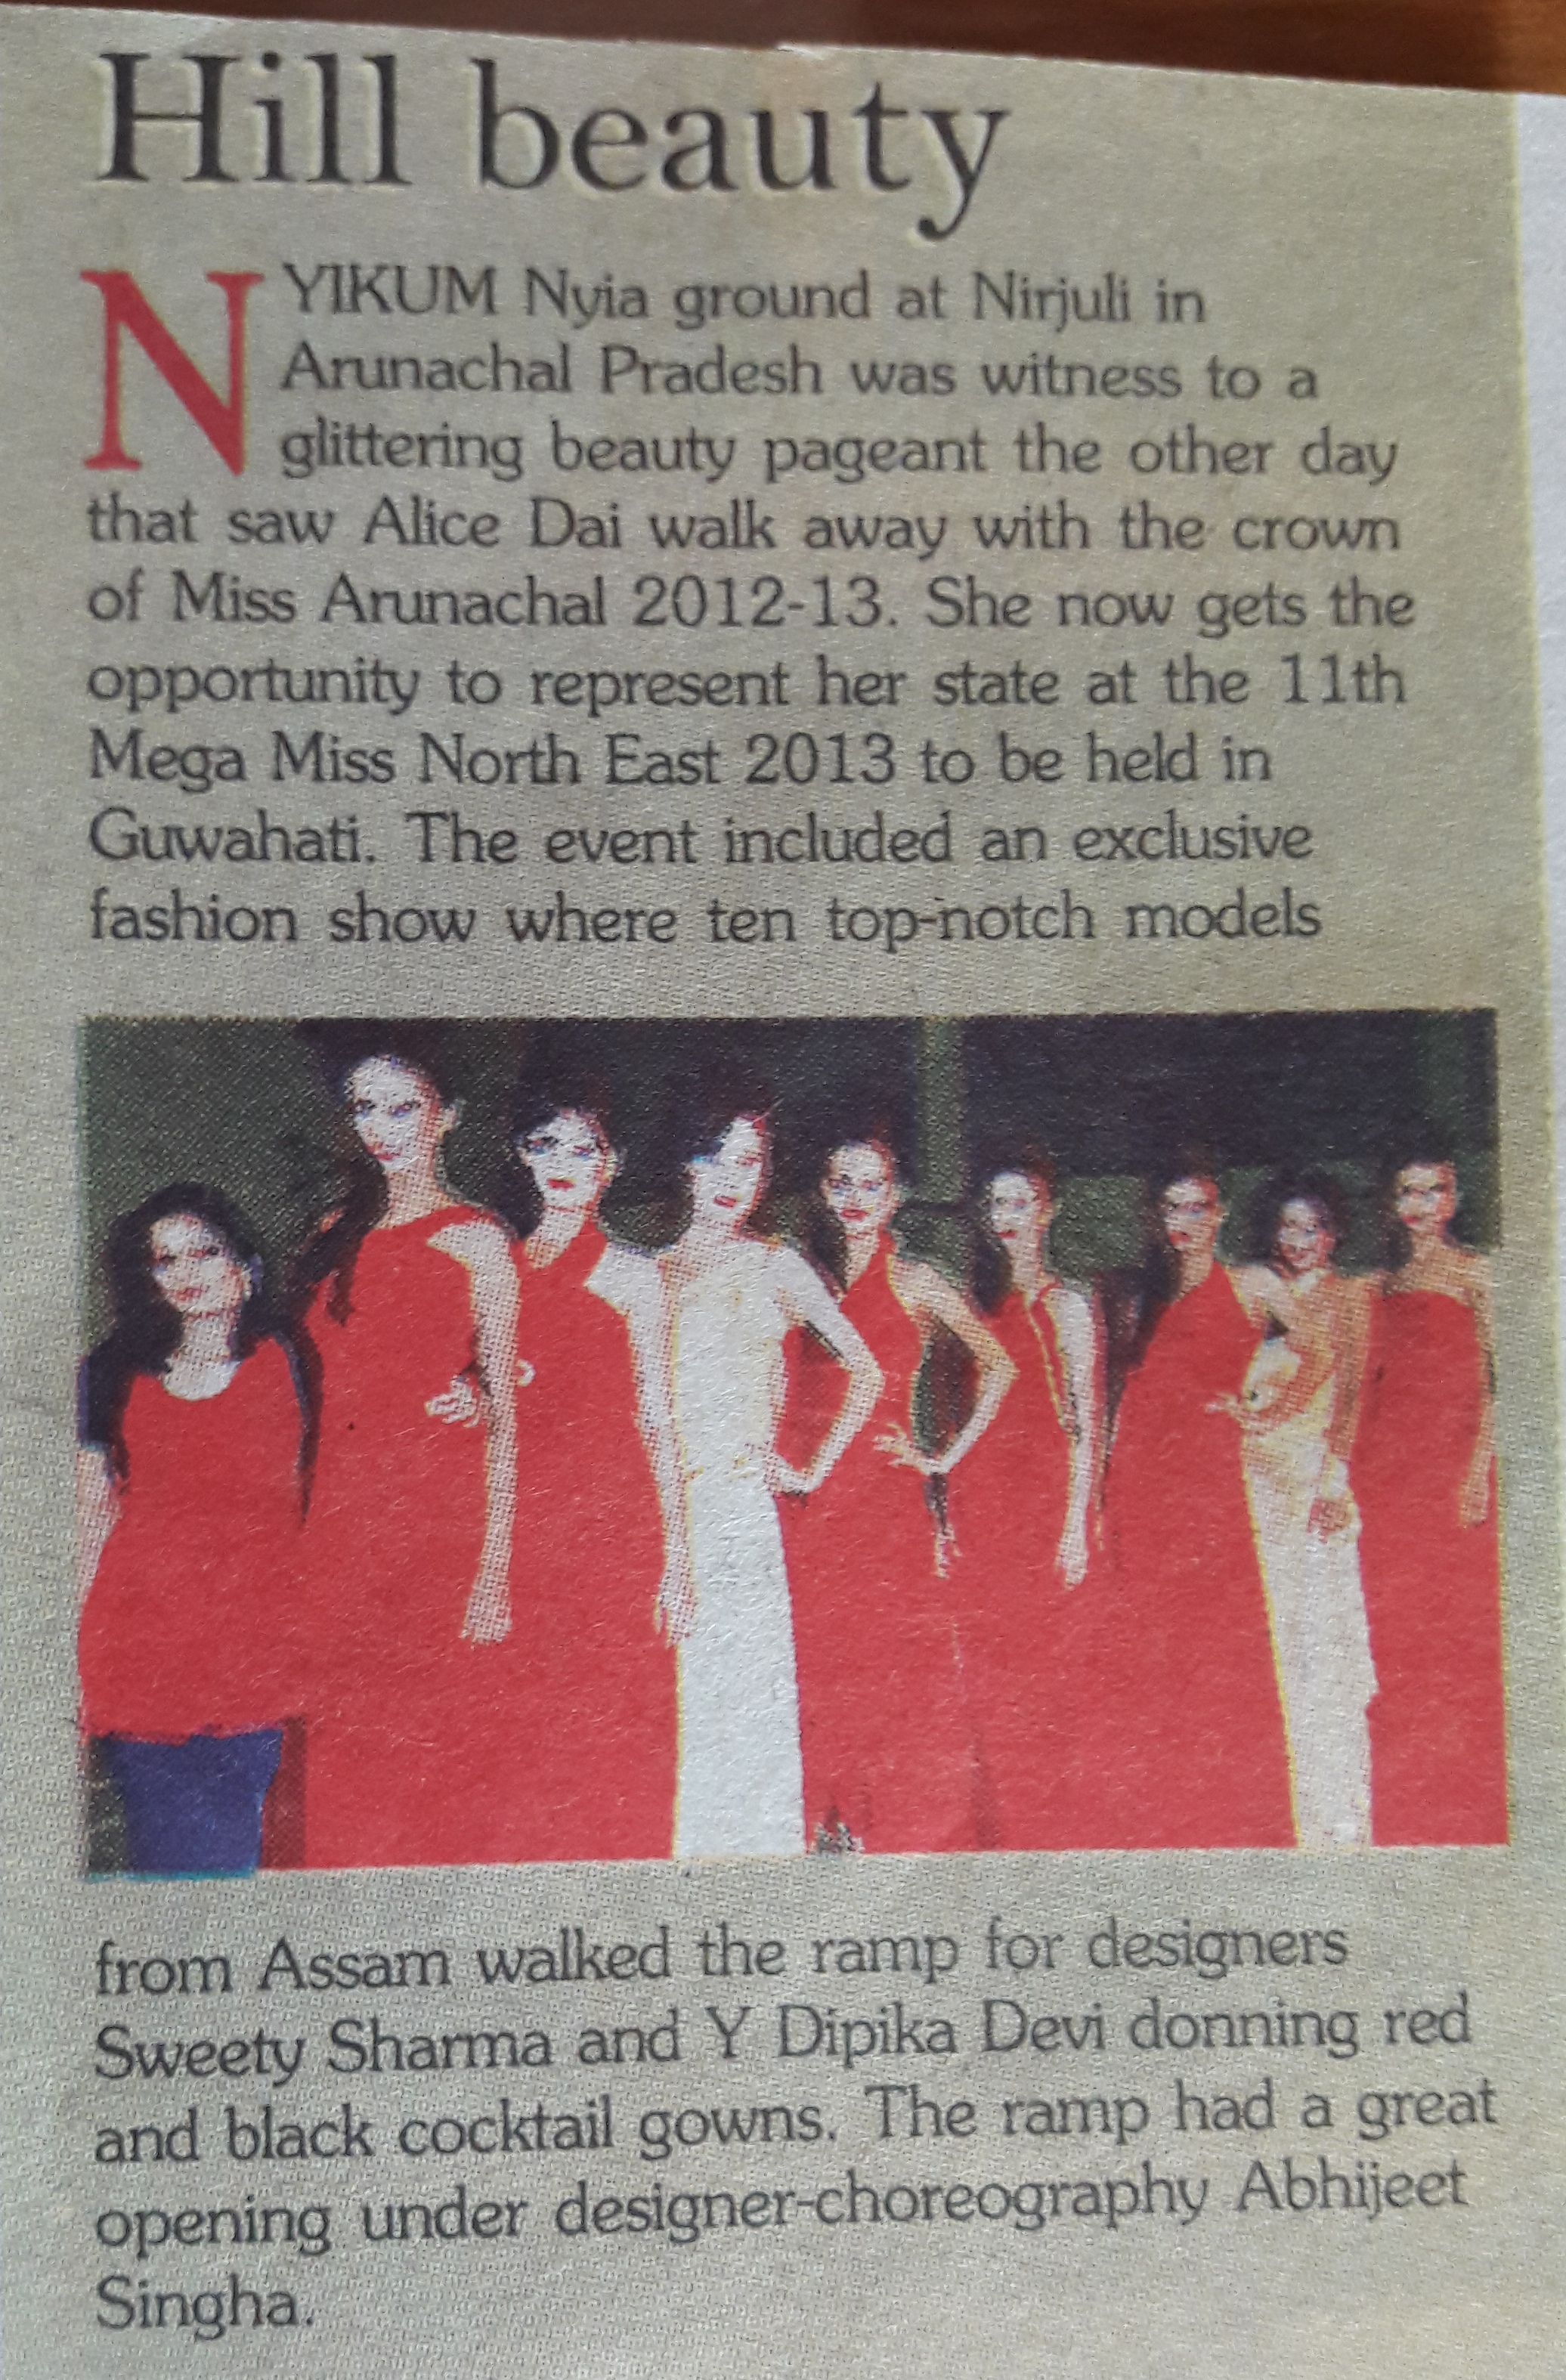 Hill beauty
NYIKUM Nyia ground at Nirjuli in
Arunachal Pradesh was witness to a
glittering beauty pageant the other day
that saw Alice Dai walk away with the crown
of Miss Arunachal 2012-13. She now gets the
opportunity to represent her state at the 11th
Mega Miss North East 2013 to be held in
Guwahati. The event included an exclusive
fashion show where ten top-notch models
from Assam walked the ramp for designers
Sweety Sharma and Y Dipika Devi donning red
and black cocktail gowns. The ramp had a great
opening under designer-choreography Abhijeet
Singha.